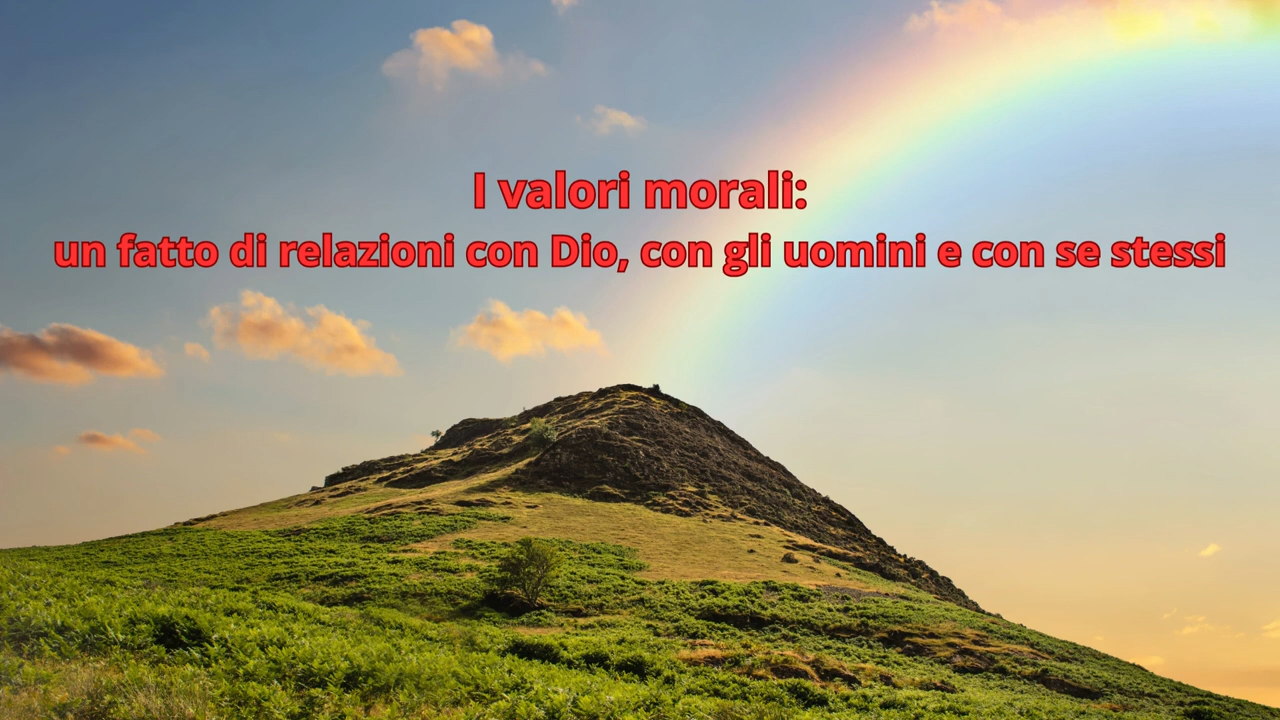 I valori morali:
un fatto di relazioni con Dio, con gli uomini e con se stessi